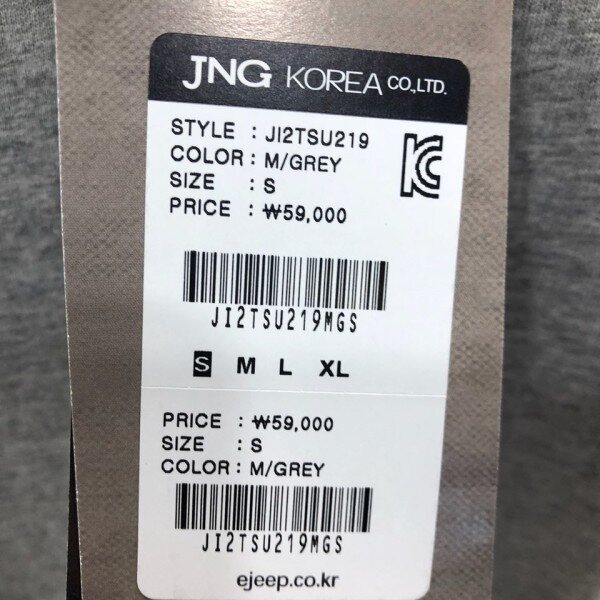 JNG KOREA CO.,LTD.
STYLE : JI2TSU219
COLOR : M/GREY
SIZE : S
PRICE : ₩59,000
KC
JI2TSU219MGS
S M L XL
PRICE : ₩59,000
SIZE : S
COLOR : M/GREY
JI2TSU219MGS
ejeep.co.kr